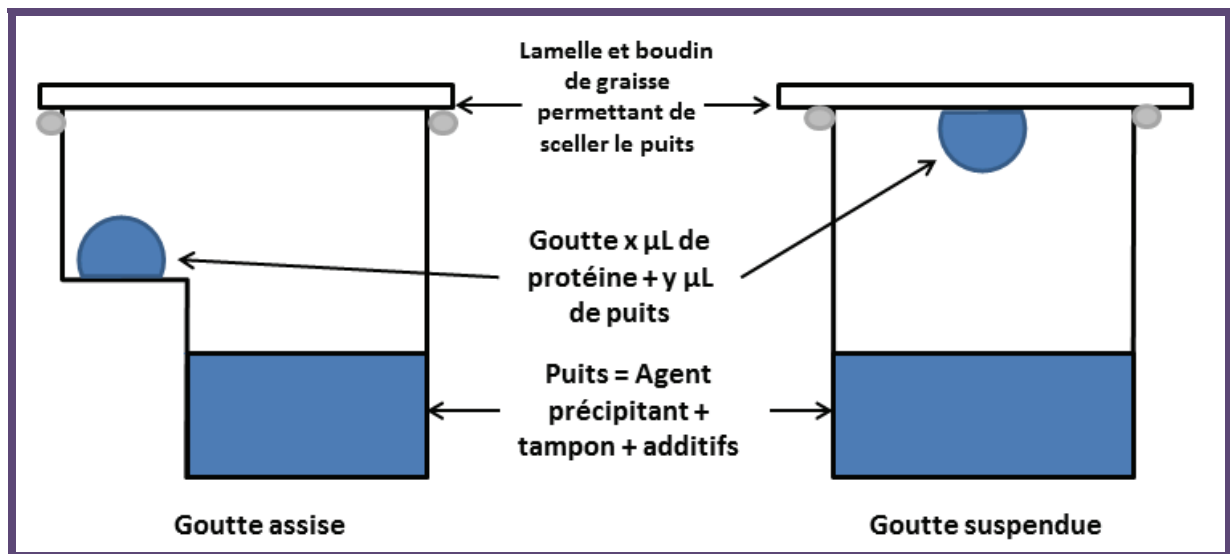 Lamelle et boudin
de graisse
permettant de
sceller le puits
Goutte x µL de
protéine + y µL
de puits
Puits = Agent
précipitant +
tampon + additifs
Goutte assise
Goutte suspendue